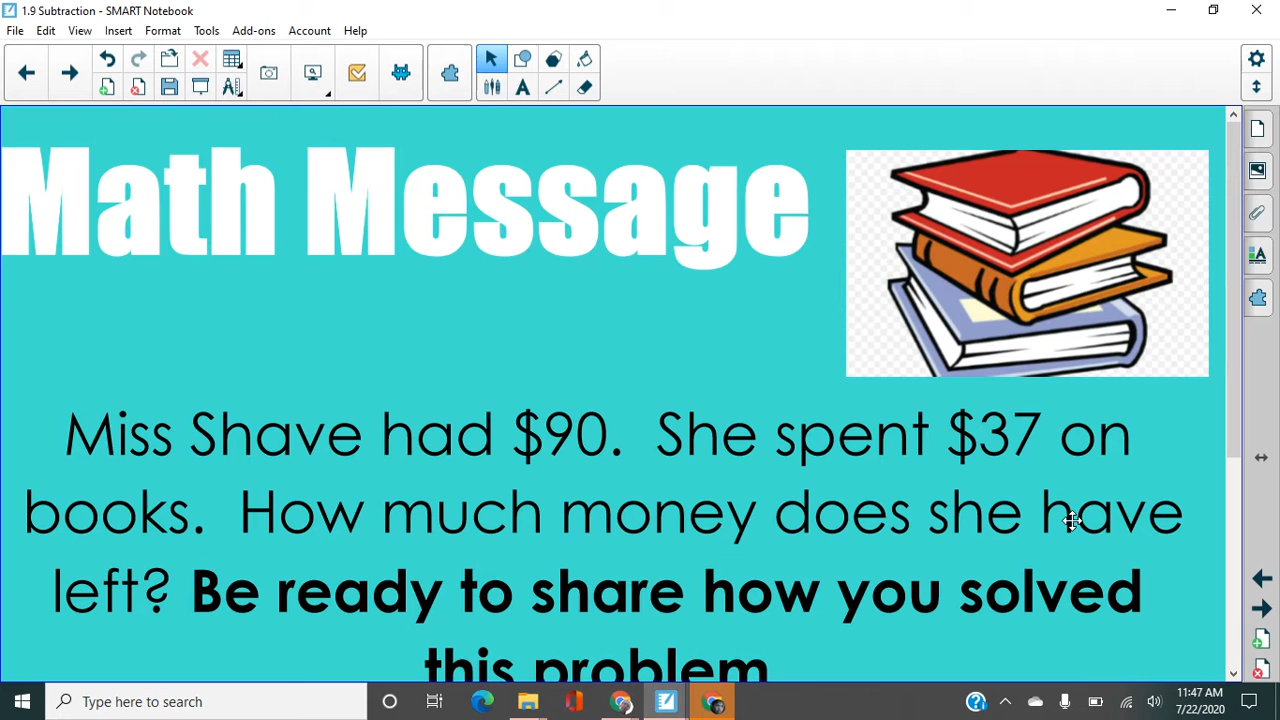 1.9 Subtraction - SMART Notebook
File Edit View Insert Format Tools Add-ons Account Help
Math Message
Miss Shave had $90. She spent $37 on
books. How much money does she have
left? Be ready to share how you solved
this problem
Type here to search
11:47 AM
7/22/2020